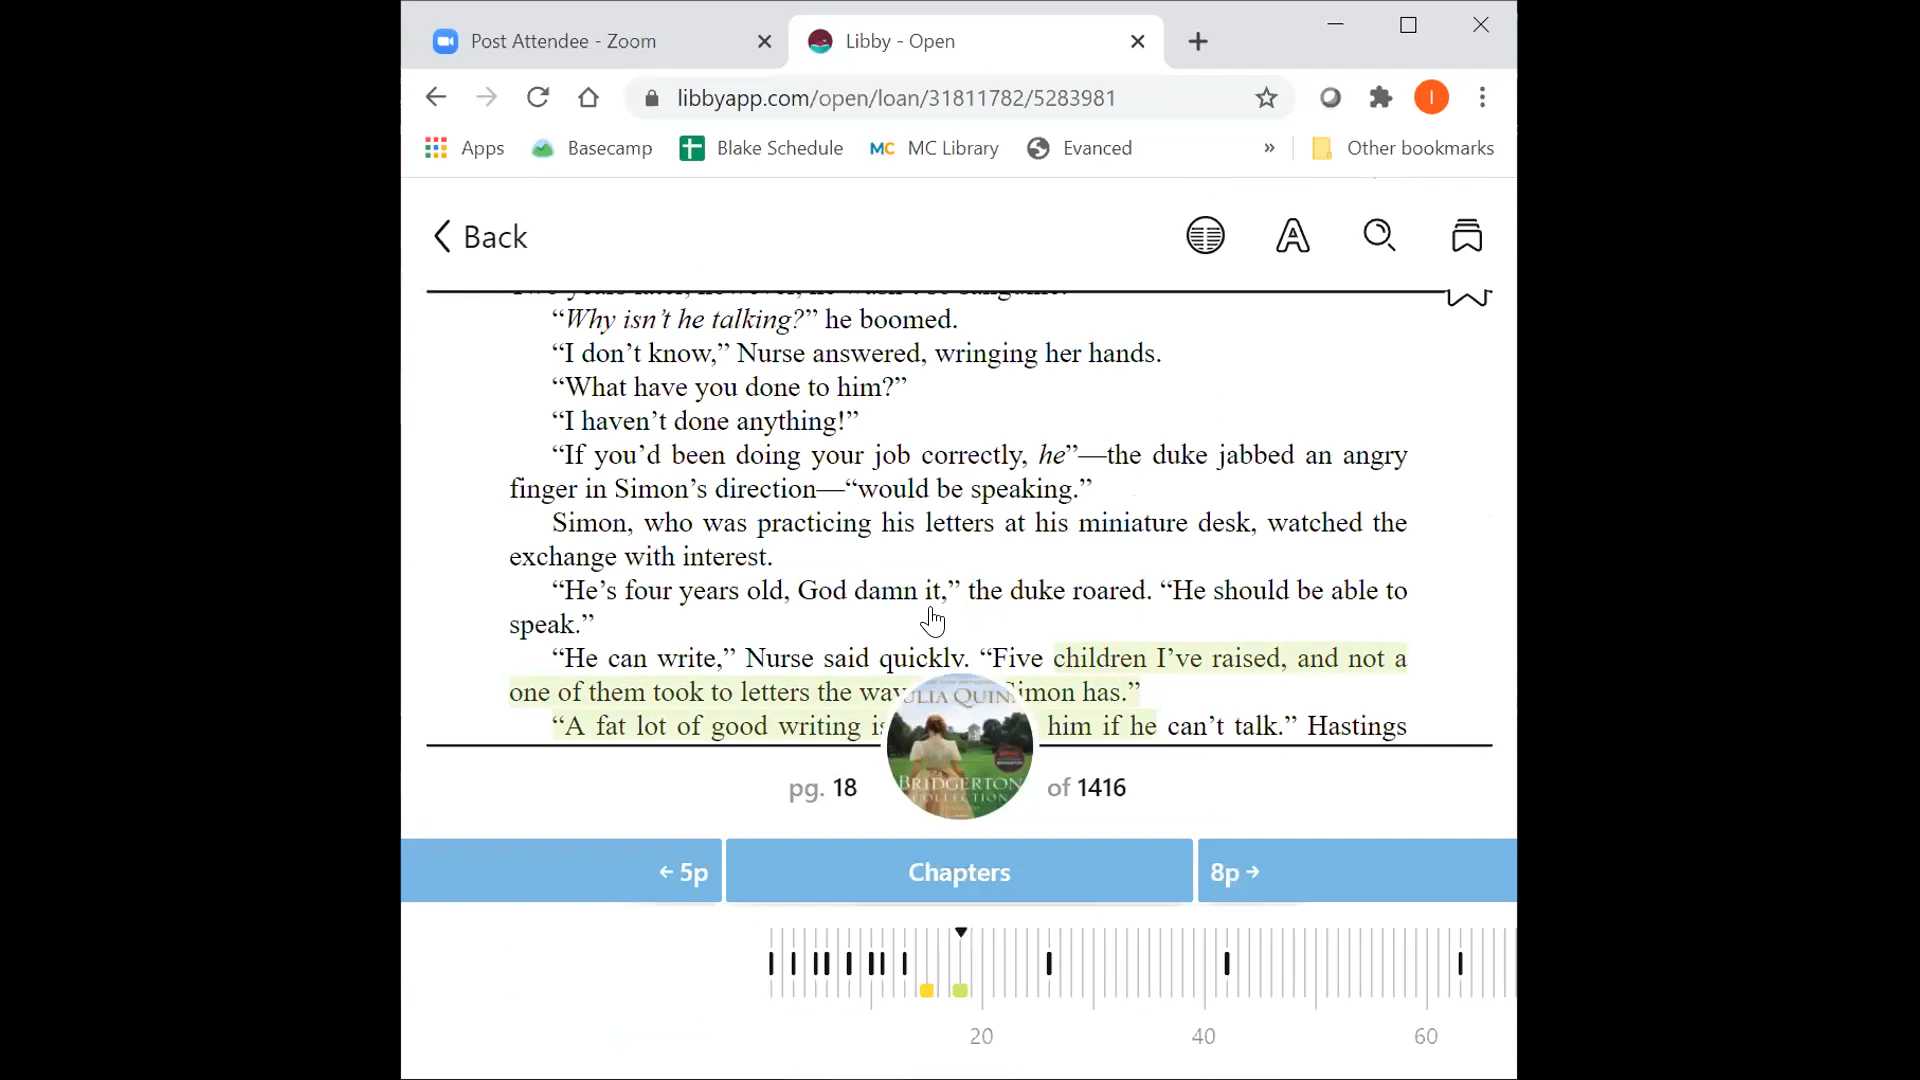 Post Attendee - Zoom
Libby - Open
libbyapp.com/open/loan/31811782/5283981
I
Apps
Basecamp
Blake Schedule
MC MC Library
Evanced
»
Other bookmarks
Back
A
“Why isn’t he talking?” he boomed.
“I don’t know,” Nurse answered, wringing her hands.
“What have you done to him?”
“I haven’t done anything!”
“If you’d been doing your job correctly, he”—the duke jabbed an angry
finger in Simon’s direction—“would be speaking.”
Simon, who was practicing his letters at his miniature desk, watched the
exchange with interest.
“He’s four years old, God damn it,” the duke roared. “He should be able to
speak.”
“He can write,” Nurse said quickly. “Five children I’ve raised, and not a
one of them took to letters the way Simon has.”
“A fat lot of good writing is him if he can’t talk.” Hastings
BRIDGERTON
COLLECTION
pg. 18
of 1416
← 5p
Chapters
8p →
20
40
60